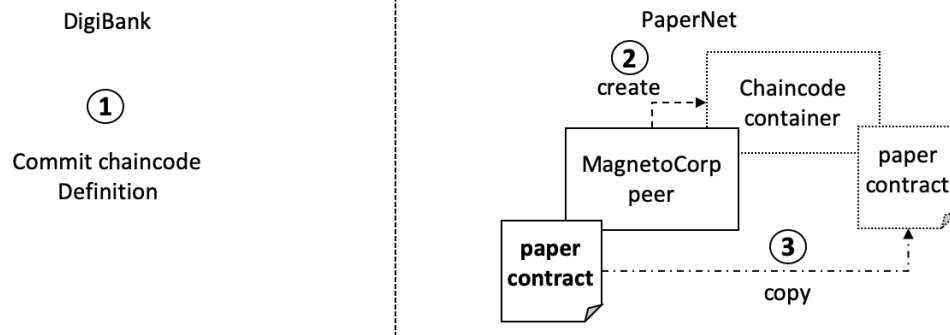 DigiBank
1
Commit chaincode
Definition
PaperNet
2
create
Chaincode
container
MagnetoCorp
peer
paper
contract
paper
contract
3
copy